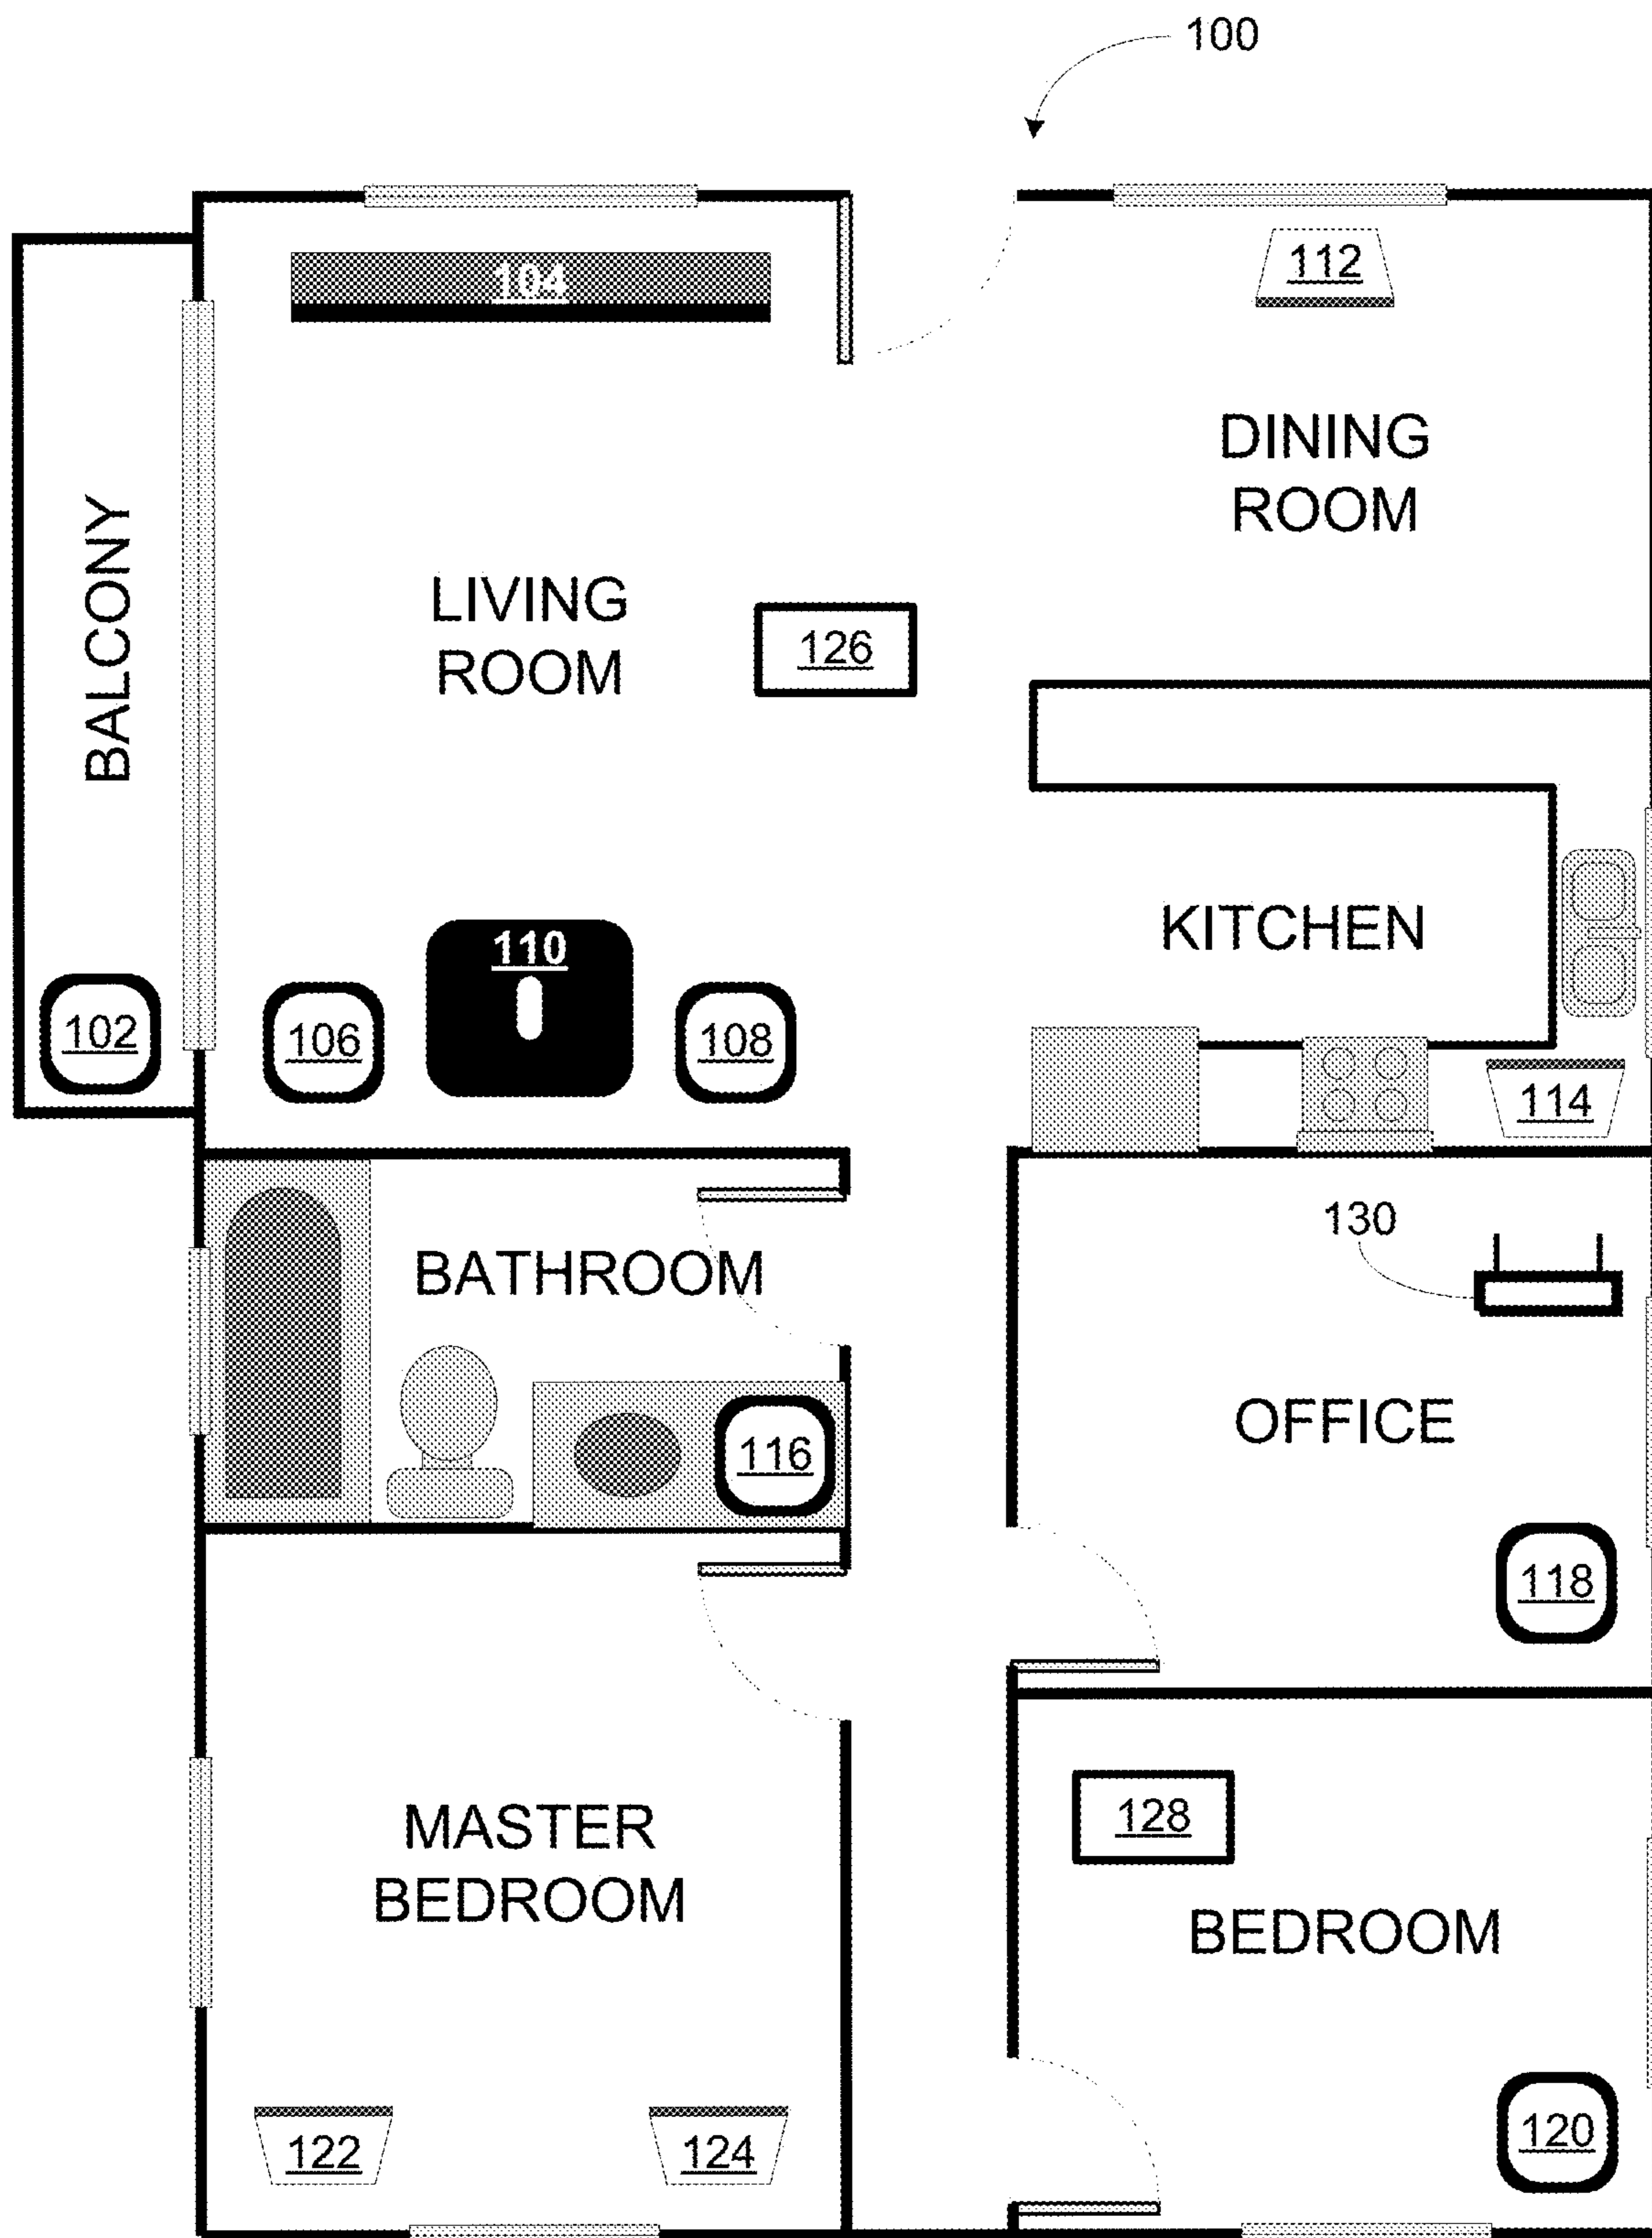 100
104
112
DINING
ROOM
BALCONY
LIVING
ROOM
126
KITCHEN
110
102
106
108
114
130
BATHROOM
OFFICE
116
118
MASTER
BEDROOM
128
BEDROOM
122
124
120